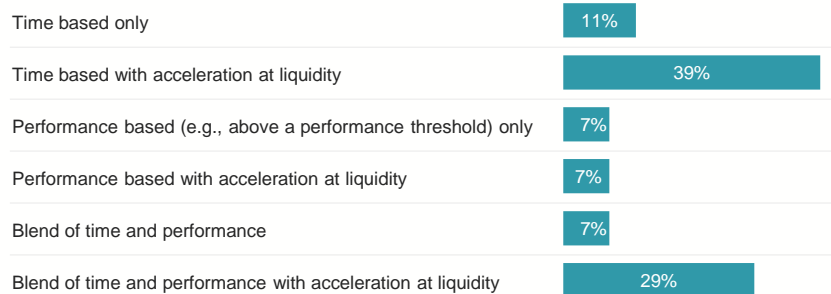 Time based only 11%
Time based with acceleration at liquidity 39%
Performance based (e.g., above a performance threshold) only 7%
Performance based with acceleration at liquidity 7%
Blend of time and performance 7%
Blend of time and performance with acceleration at liquidity 29%